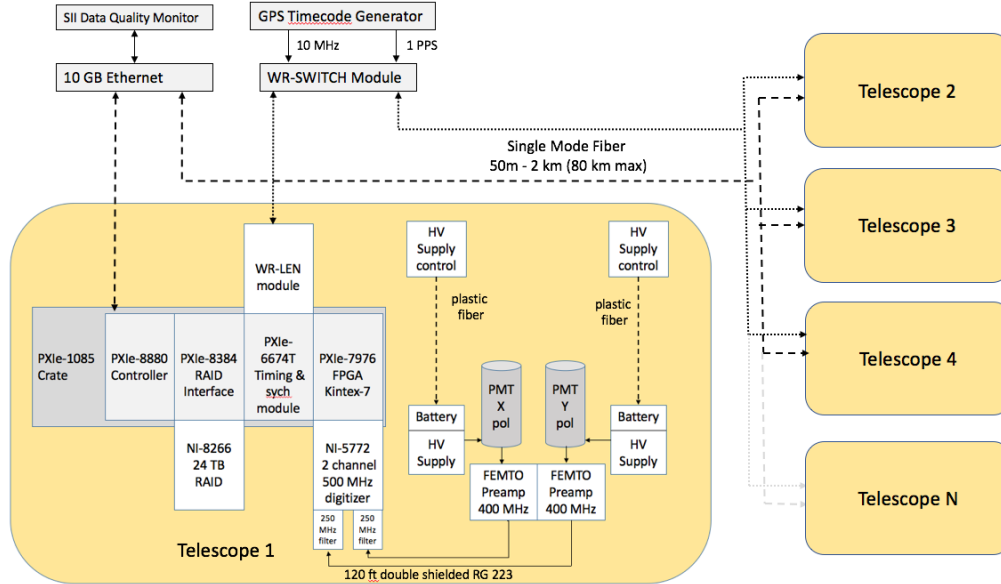 SII Data Quality Monitor
GPS Timecode Generator
10 MHz
1 PPS
10 GB Ethernet
WR-SWITCH Module
Single Mode Fiber
50m - 2 km (80 km max)
Telescope 2
Telescope 3
Telescope 4
Telescope N
WR-LEN
module
HV
Supply
control
HV
Supply
control
plastic
fiber
plastic
fiber
PXIe-1085
Crate
PXIe-8880
Controller
PXIe-8384
RAID
Interface
PXIe-
6674T
Timing &
sych
module
PXIe-7976
FPGA
Kintex-7
PMT
X
pol
PMT
Y
pol
Battery
HV
Supply
Battery
HV
Supply
NI-8266
24 TB
RAID
NI-5772
2 channel
500 MHz
digitizer
FEMTO
Preamp
400 MHz
FEMTO
Preamp
400 MHz
250
MHz
filter
250
MHz
filter
Telescope 1
120 ft double shielded RG 223